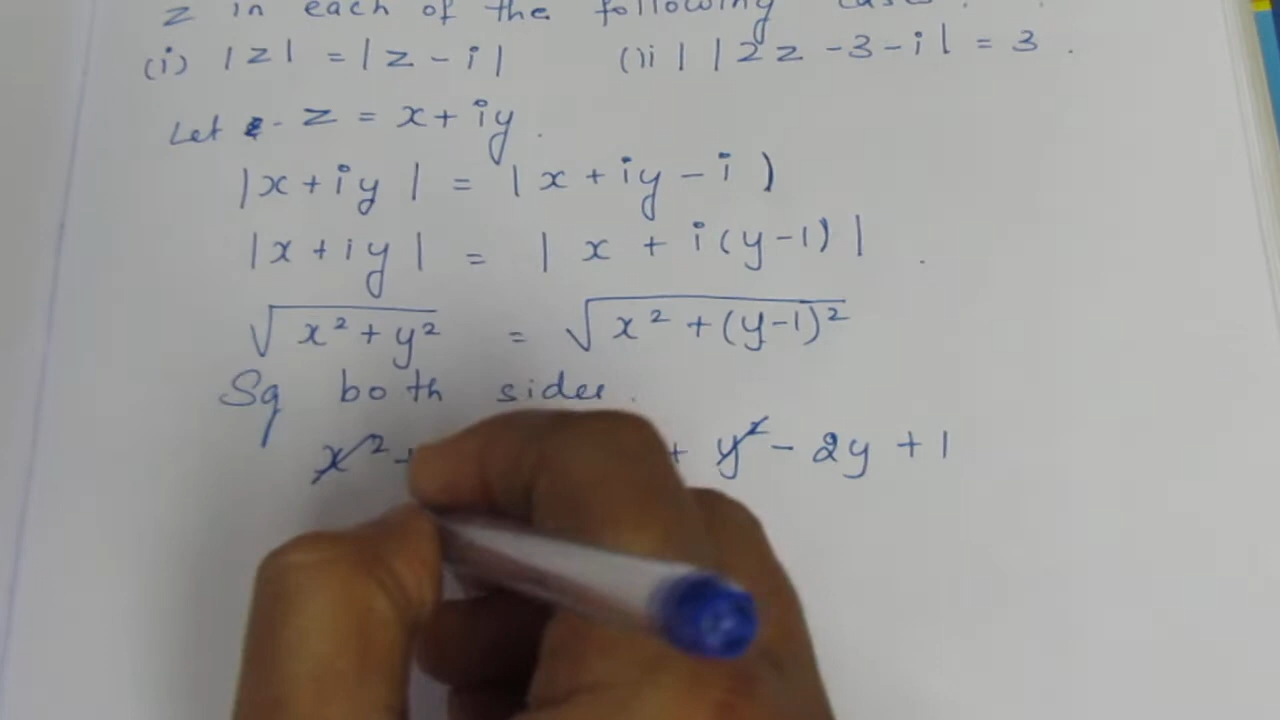 z in each of the following
(i) |z| = |z - i| (ii) |2z - 3 - i| = 3 .
Let z = x + iy .
|x + iy| = |x + iy - i)
|x + iy| = |x + i(y-1)| .
√x² + y² = √x² + (y-1)²
Sq both sides .
x² + + y² - 2y + 1